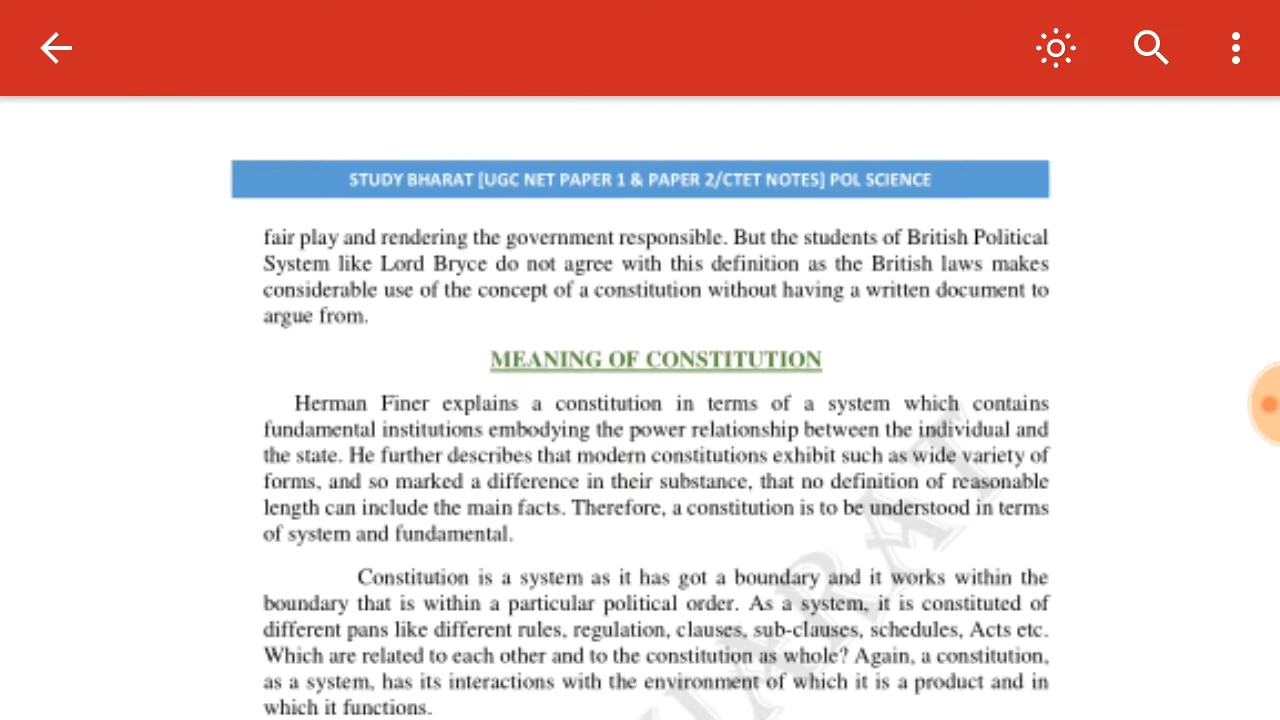 STUDY BHARAT [UGC NET PAPER 1 & PAPER 2/CTET NOTES] POL SCIENCE
fair play and rendering the government responsible. But the students of British Political
System like Lord Bryce do not agree with this definition as the British laws makes
considerable use of the concept of a constitution without having a written document to
argue from.
MEANING OF CONSTITUTION
Herman Finer explains a constitution in terms of a system which contains
fundamental institutions embodying the power relationship between the individual and
the state. He further describes that modern constitutions exhibit such as wide variety of
forms, and so marked a difference in their substance, that no definition of reasonable
length can include the main facts. Therefore, a constitution is to be understood in terms
of system and fundamental.
Constitution is a system as it has got a boundary and it works within the
boundary that is within a particular political order. As a system, it is constituted of
different pans like different rules, regulation, clauses, sub-clauses, schedules, Acts etc.
Which are related to each other and to the constitution as whole? Again, a constitution,
as a system, has its interactions with the environment of which it is a product and in
which it functions.